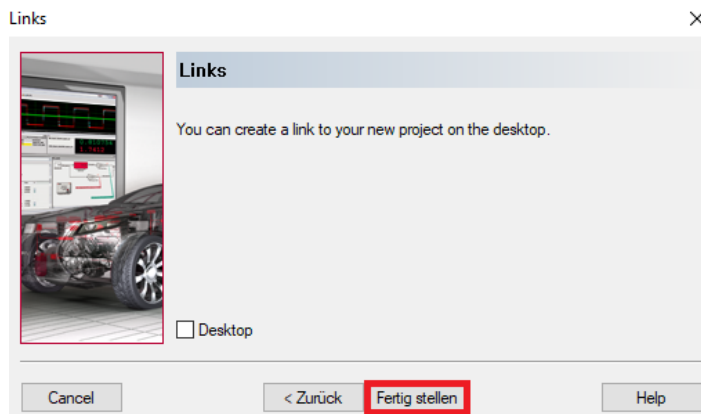 Links
Links
You can create a link to your new project on the desktop.
Desktop
Cancel
< Zurück
Fertig stellen
Help